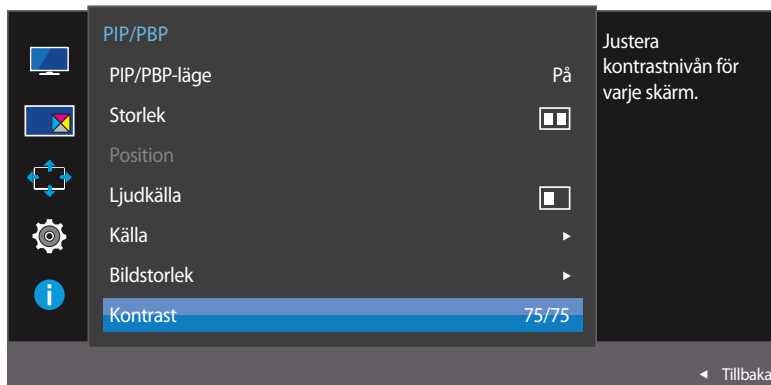 PIP/PBP
PIP/PBP-läge På
Storlek
Position
Ljudkälla
Källa
Bildstorlek
Kontrast 75/75
Justera
kontrastnivån för
varje skärm.
Tillbaka